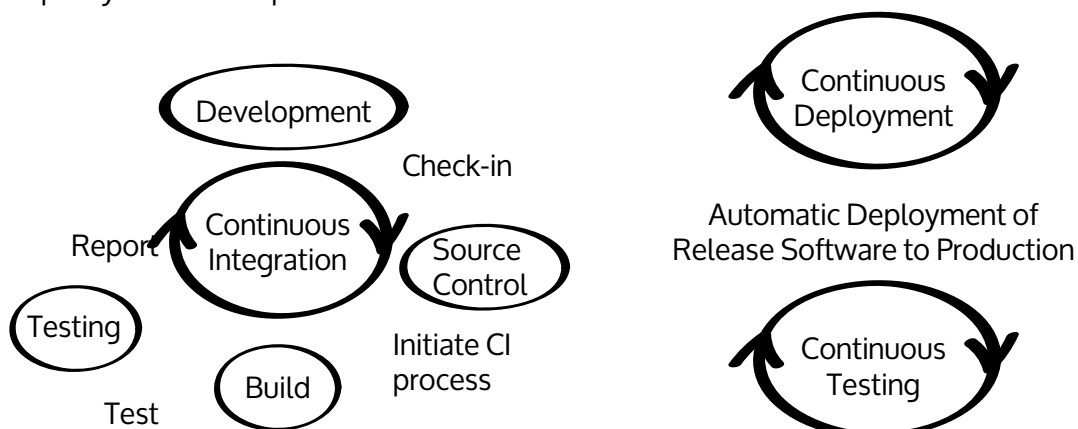 Development
Check-in
Continuous
Integration
Report
Source
Control
Testing
Initiate CI
process
Build
Test
Continuous
Deployment
Automatic Deployment of
Release Software to Production
Continuous
Testing